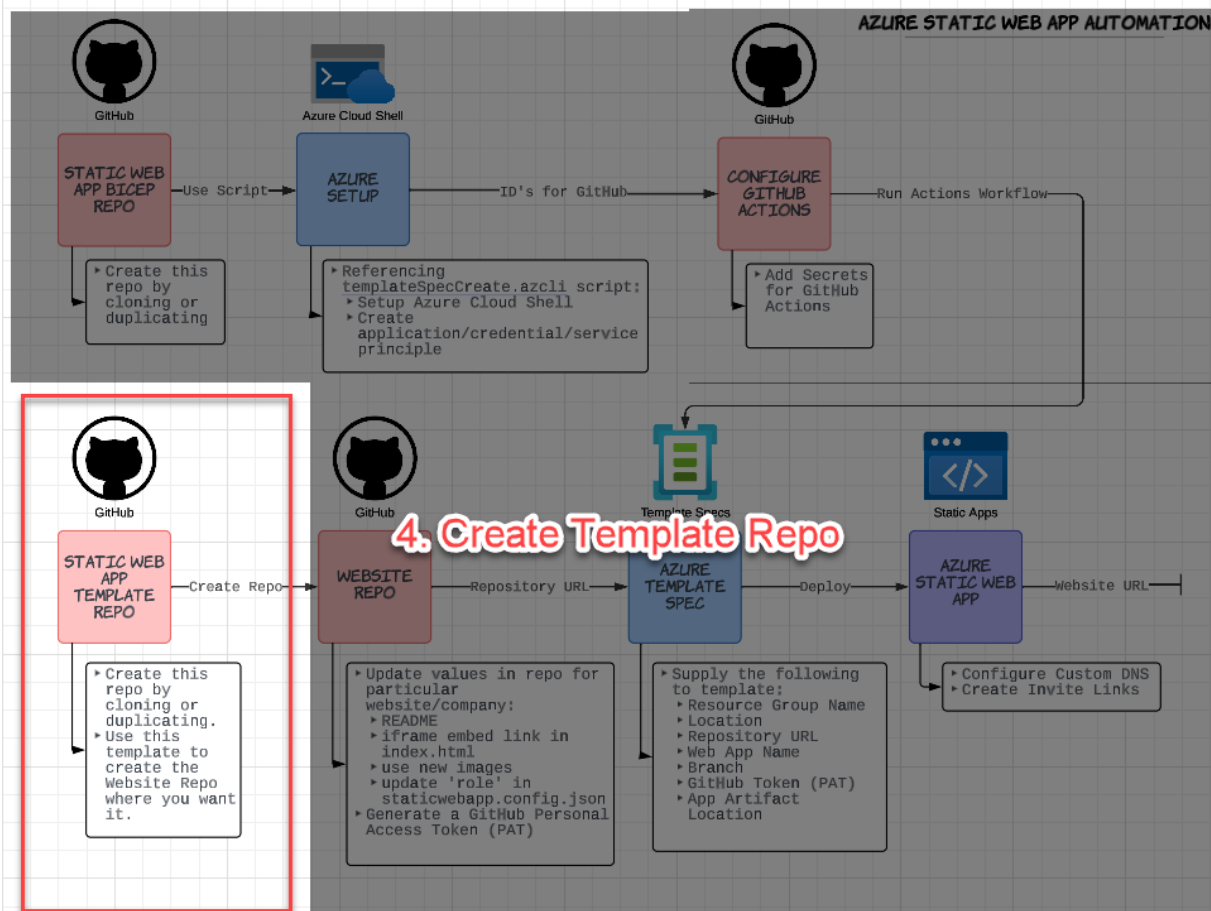 AZURE STATIC WEB APP AUTOMATION
GitHub
Azure Cloud Shell
GitHub
STATIC WEB
APP BICEP
REPO
Use Script
AZURE
SETUP
ID's for GitHub
CONFIGURE
GITHUB
ACTIONS
Run Actions Workflow
Create this
repo by
cloning or
duplicating
Referencing
templateSpecCreate.azcli script:
Setup Azure Cloud Shell
Create
application/credential/service
principle
Add Secrets
for GitHub
Actions
GitHub
GitHub
Template Specs
Static Apps
4. Create Template Repo
STATIC WEB
APP
TEMPLATE
REPO
Create Repo
WEBSITE
REPO
Repository URL
AZURE
TEMPLATE
SPEC
Deploy
AZURE
STATIC WEB
APP
Website URL
Create this
repo by
cloning or
duplicating.
Use this
template to
create the
Website Repo
where you want
it.
Update values in repo for
particular
website/company:
README
iframe embed link in
index.html
use new images
update 'role' in
staticwebapp.config.json
Generate a GitHub Personal
Access Token (PAT)
Supply the following
to template:
Resource Group Name
Location
Repository URL
Web App Name
Branch
GitHub Token (PAT)
App Artifact
Location
Configure Custom DNS
Create Invite Links